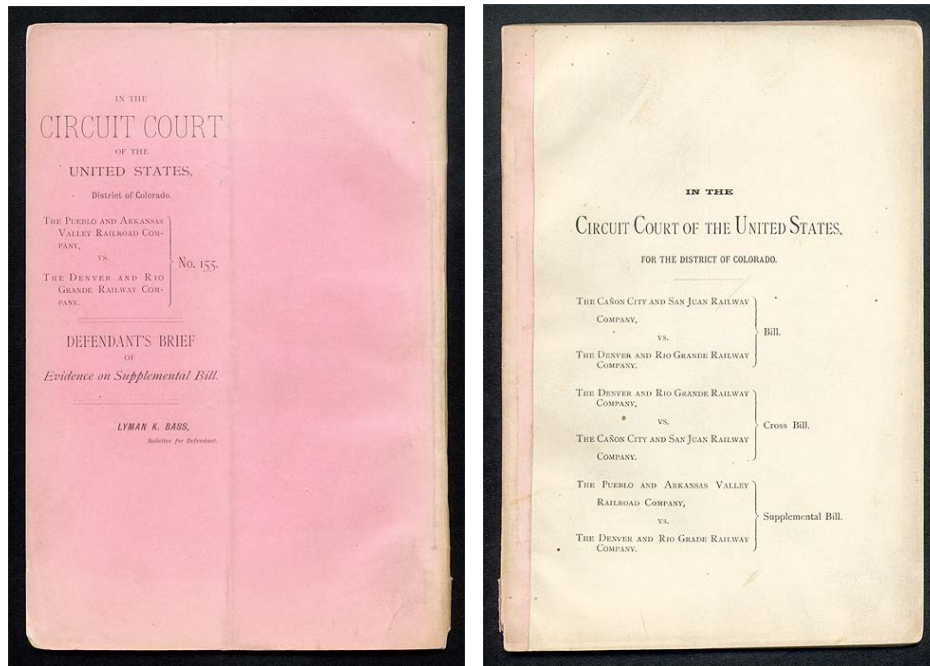 IN THE
CIRCUIT COURT
OF THE
UNITED STATES,
District of Colorado.
THE PUEBLO AND ARKANSAS
VALLEY RAILROAD COM-
PANY,
VS.
THE DENVER AND RIO
GRANDE RAILWAY COM-
PANY.
No. 155.
DEFENDANT'S BRIEF
OF
Evidence on Supplemental Bill.
LYMAN K. BASS,
Solicitor for Defendant.
IN THE
CIRCUIT COURT OF THE UNITED STATES,
FOR THE DISTRICT OF COLORADO.
THE CAÑON CITY AND SAN JUAN RAILWAY
COMPANY,
VS.
THE DENVER AND RIO GRANDE RAILWAY
COMPANY.
Bill.
THE DENVER AND RIO GRANDE RAILWAY
COMPANY,
VS.
THE CAÑON CITY AND SAN JUAN RAILWAY
COMPANY.
Cross Bill.
THE PUEBLO AND ARKANSAS VALLEY
RAILROAD COMPANY,
VS.
THE DENVER AND RIO GRADE RAILWAY
COMPANY.
Supplemental Bill.